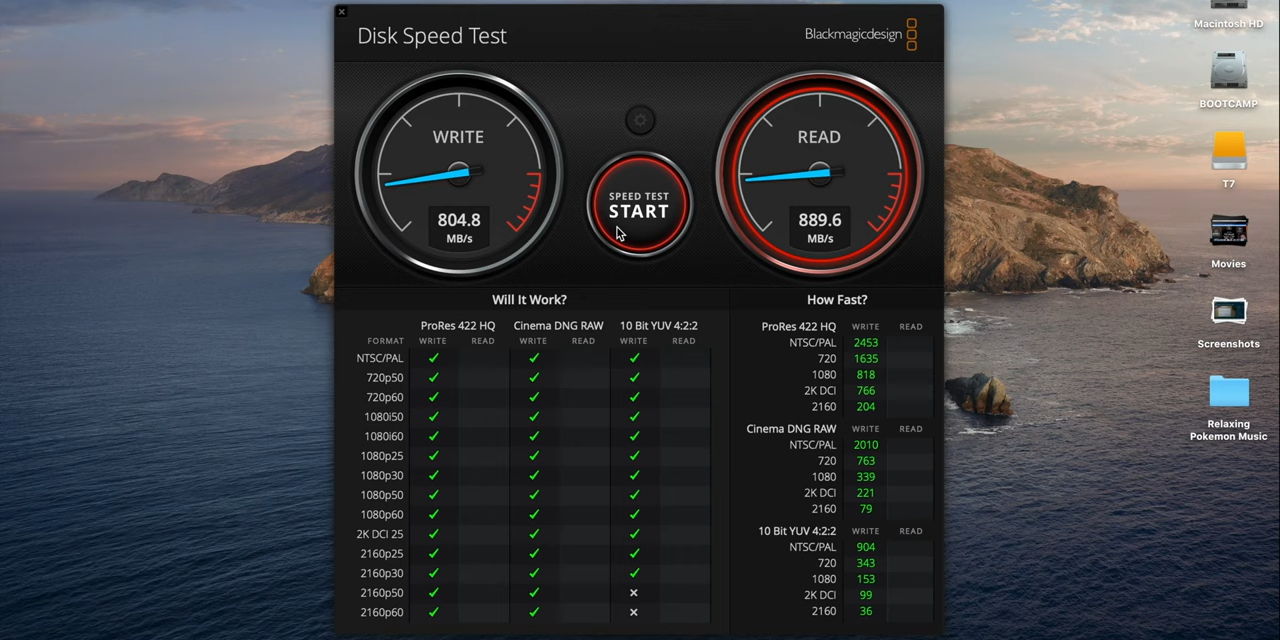 Disk Speed Test
Blackmagicdesign
WRITE
804.8
MB/s
SPEED TEST
START
READ
889.6
MB/s
Will It Work?
ProRes 422 HQ Cinema DNG RAW 10 Bit YUV 4:2:2
FORMAT WRITE READ WRITE READ WRITE READ
NTSC/PAL ✓ ✓ ✓
720p50 ✓ ✓ ✓
720p60 ✓ ✓ ✓
1080i50 ✓ ✓ ✓
1080i60 ✓ ✓ ✓
1080p25 ✓ ✓ ✓
1080p30 ✓ ✓ ✓
1080p50 ✓ ✓ ✓
1080p60 ✓ ✓ ✓
2K DCI 25 ✓ ✓ ✓
2160p25 ✓ ✓ ✓
2160p30 ✓ ✓ ✓
2160p50 ✓ ✓ ×
2160p60 ✓ ✓ ×
How Fast?
ProRes 422 HQ WRITE READ
NTSC/PAL 2453
720 1635
1080 818
2K DCI 766
2160 204
Cinema DNG RAW WRITE READ
NTSC/PAL 2010
720 763
1080 339
2K DCI 221
2160 79
10 Bit YUV 4:2:2 WRITE READ
NTSC/PAL 904
720 343
1080 153
2K DCI 99
2160 36
Macintosh HD
BOOTCAMP
T7
Movies
Screenshots
Relaxing
Pokemon Music